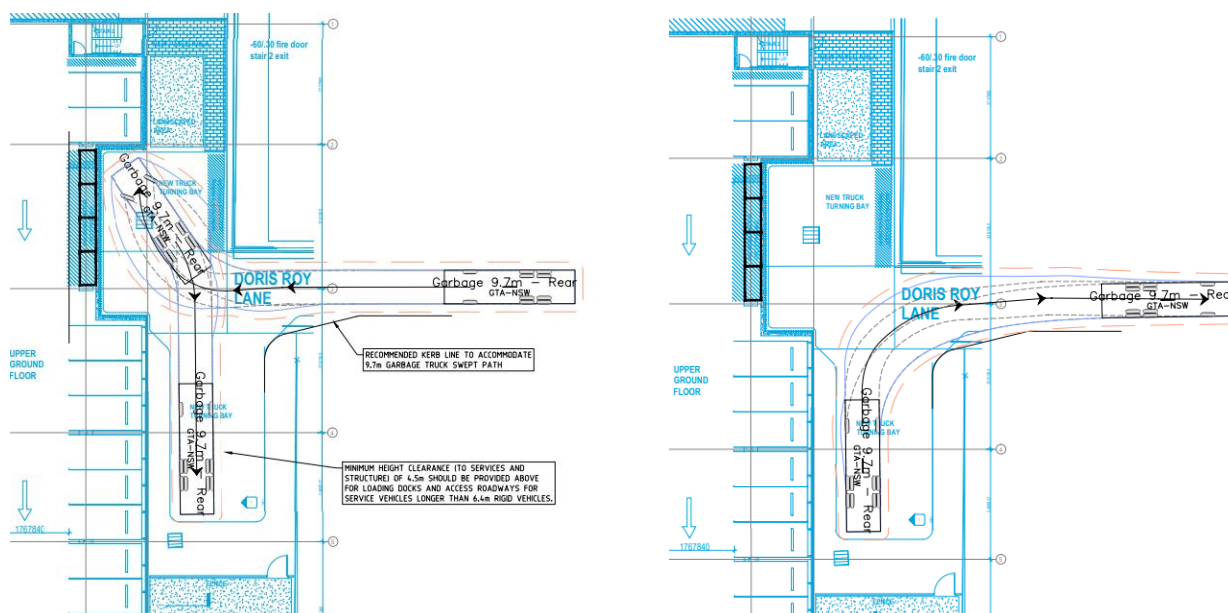 -60/.30 fire door
stair 2 exit
1
LANDSCAPED
AREA
2
NEW TRUCK
TURNING BAY
Garbage 9.7m – Rear
GTA-NSW
DORIS ROY
LANE
Garbage 9.7m – Rear
GTA-NSW
RECOMMENDED KERB LINE TO ACCOMMODATE
9.7m GARBAGE TRUCK SWEPT PATH
UPPER
GROUND
FLOOR
NEW TRUCK
TURNING BAY
Garbage 9.7m – Rear
GTA-NSW
4
MINIMUM HEIGHT CLEARANCE (TO SERVICES AND
STRUCTURE) OF 4.5m SHOULD BE PROVIDED ABOVE
FOR LOADING DOCKS AND ACCESS ROADWAYS FOR
SERVICE VEHICLES LONGER THAN 6.4m RIGID VEHICLES.
1767840
5
-60/.30 fire door
stair 2 exit
1
LANDSCAPED
AREA
2
NEW TRUCK
TURNING BAY
DORIS ROY
LANE
Garbage 9.7m – Rear
GTA-NSW
UPPER
GROUND
FLOOR
NEW TRUCK
TURNING BAY
Garbage 9.7m – Rear
GTA-NSW
4
1767840
5